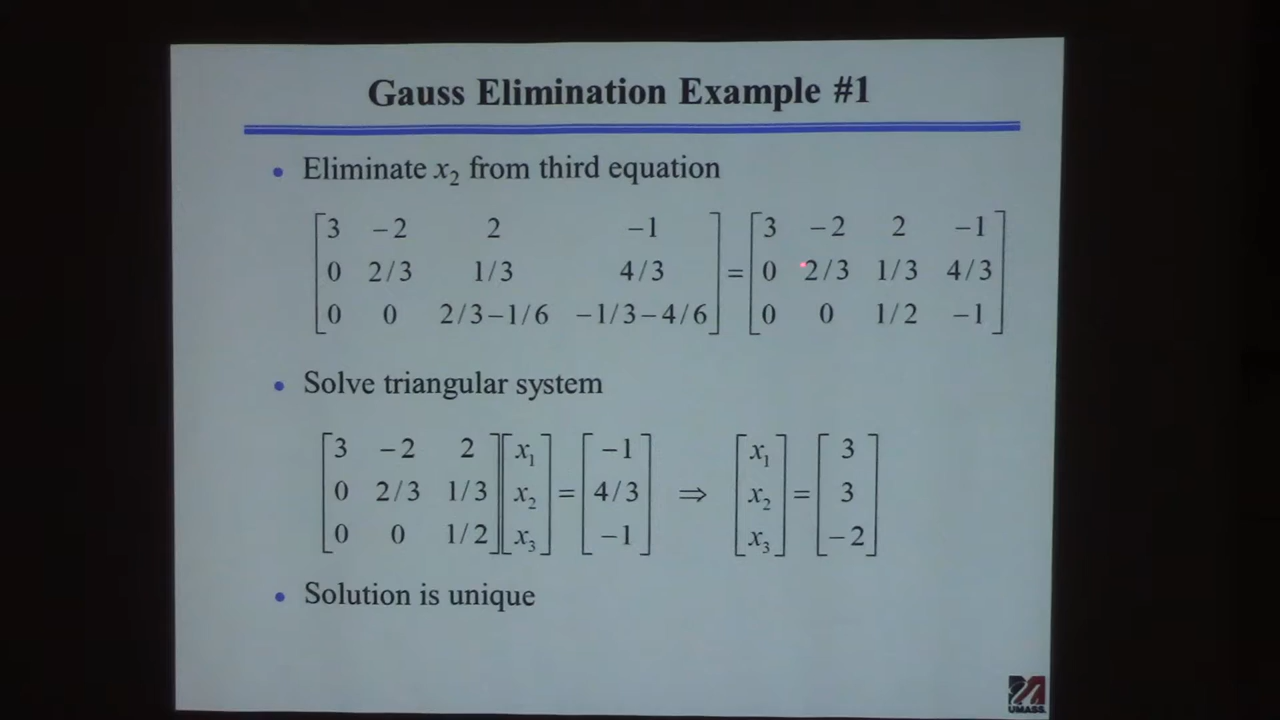 Gauss Elimination Example #1
• Eliminate x₂ from third equation
[3 −2 2 −1] [3 −2 2 −1]
[0 2/3 1/3 4/3] = [0 2/3 1/3 4/3]
[0 0 2/3−1/6 −1/3−4/6] [0 0 1/2 −1]
• Solve triangular system
[3 −2 2] [x₁] [−1] [x₁] [3]
[0 2/3 1/3] [x₂] = [4/3] ⇒ [x₂] = [3]
[0 0 1/2] [x₃] [−1] [x₃] [−2]
• Solution is unique
UMASS